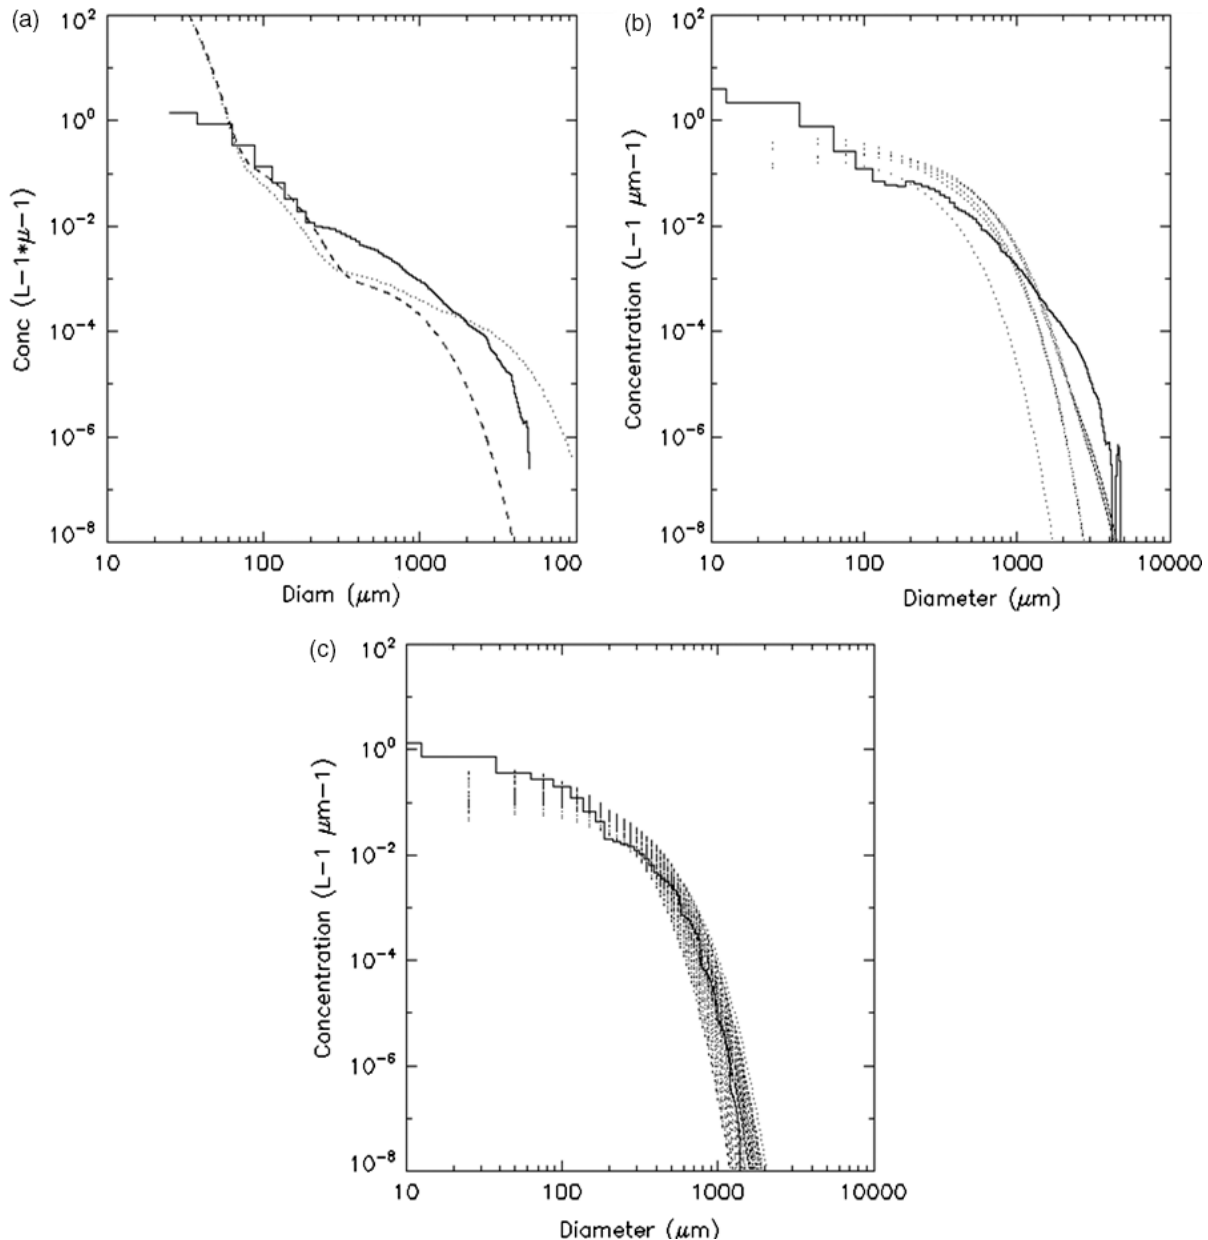 (a)
10²
10⁰
10⁻²
10⁻⁴
10⁻⁶
10⁻⁸
Conc (L−1*μ−1)
10 100 1000 100
Diam (μm)
(b)
10²
10⁰
10⁻²
10⁻⁴
10⁻⁶
10⁻⁸
Concentration (L−1 μm−1)
10 100 1000 10000
Diameter (μm)
(c)
10²
10⁰
10⁻²
10⁻⁴
10⁻⁶
10⁻⁸
Concentration (L−1 μm−1)
10 100 1000 10000
Diameter (μm)